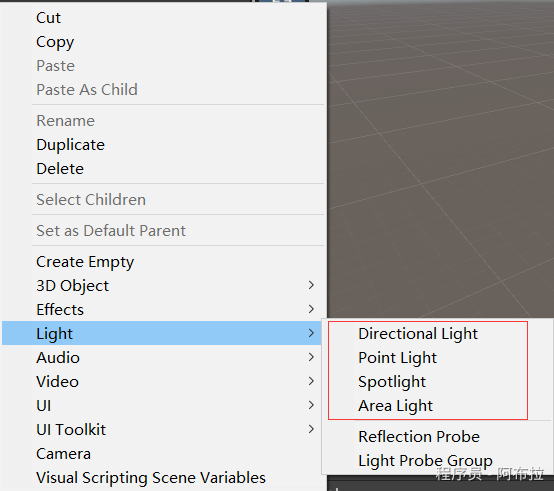 Cut
Copy
Paste
Paste As Child
Rename
Duplicate
Delete
Select Children
Set as Default Parent
Create Empty
3D Object
Effects
Light
Audio
Video
UI
UI Toolkit
Camera
Visual Scripting Scene Variables
Directional Light
Point Light
Spotlight
Area Light
Reflection Probe
Light Probe Group
程序员-阿布拉